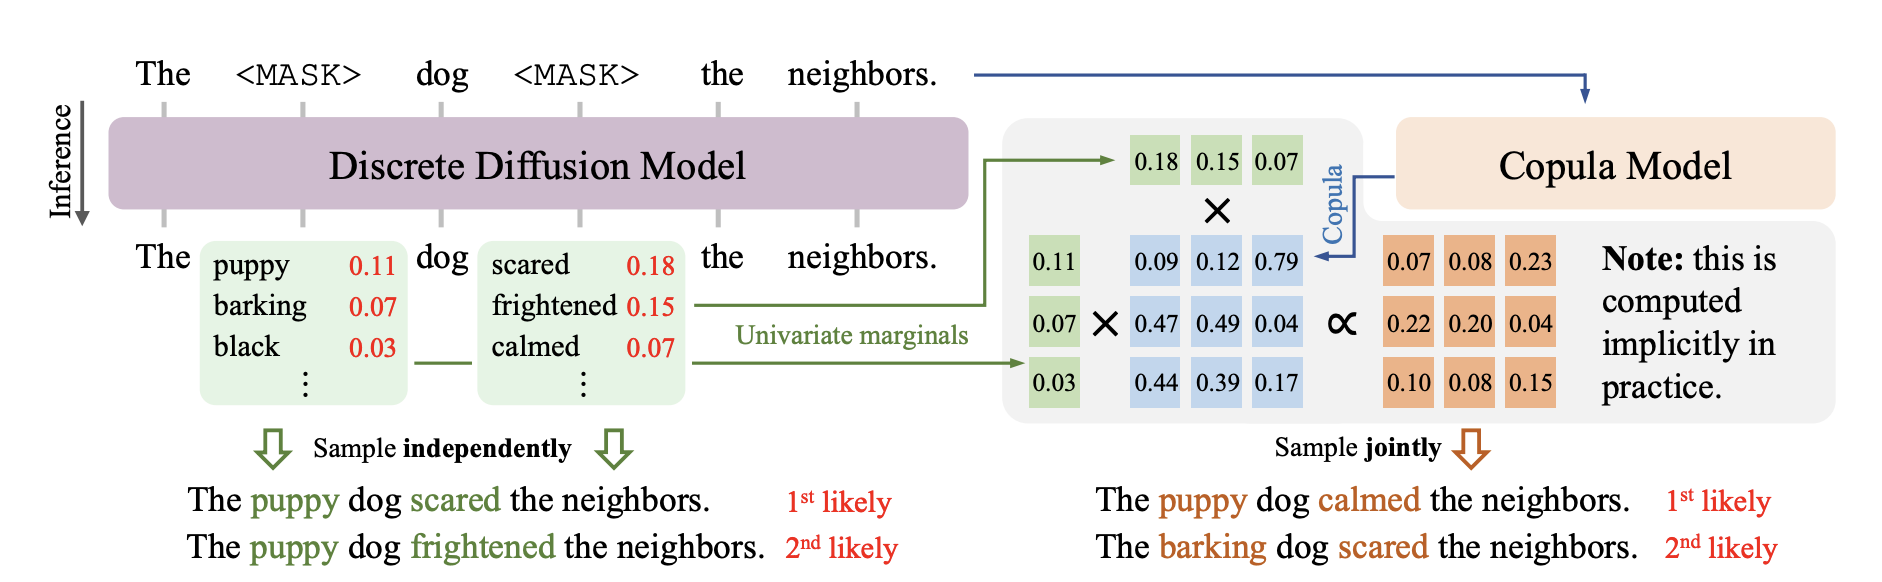 The <MASK> dog <MASK> the neighbors.
Inference
Discrete Diffusion Model
The dog the neighbors.
puppy 0.11
barking 0.07
black 0.03
⋮
scared 0.18
frightened 0.15
calmed 0.07
⋮
Univariate marginals
Sample independently
The puppy dog scared the neighbors. 1st likely
The puppy dog frightened the neighbors. 2nd likely
Copula Model
Copula
0.18 0.15 0.07
×
0.11
0.07
0.03
×
0.09 0.12 0.79
0.47 0.49 0.04
0.44 0.39 0.17
∝
0.07 0.08 0.23
0.22 0.20 0.04
0.10 0.08 0.15
Note: this is
computed
implicitly in
practice.
Sample jointly
The puppy dog calmed the neighbors. 1st likely
The barking dog scared the neighbors. 2nd likely